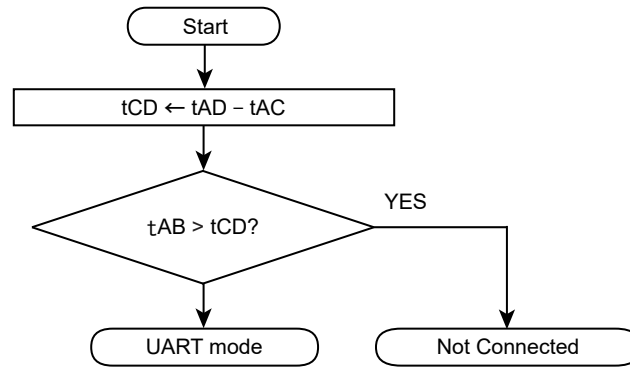 Start
tCD ← tAD − tAC
tAB > tCD?
YES
UART mode
Not Connected